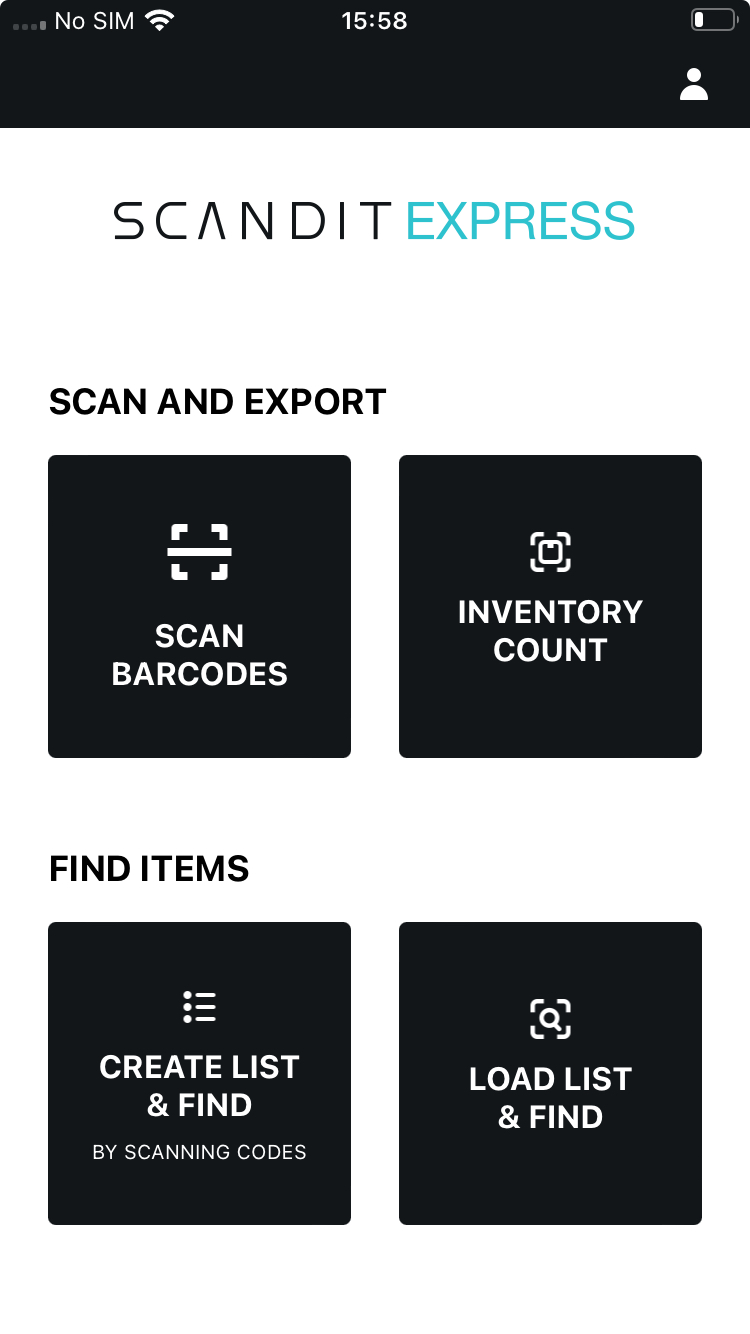 No SIM 15:58
SCANDIT EXPRESS
SCAN AND EXPORT
SCAN
BARCODES
INVENTORY
COUNT
FIND ITEMS
CREATE LIST
& FIND
BY SCANNING CODES
LOAD LIST
& FIND